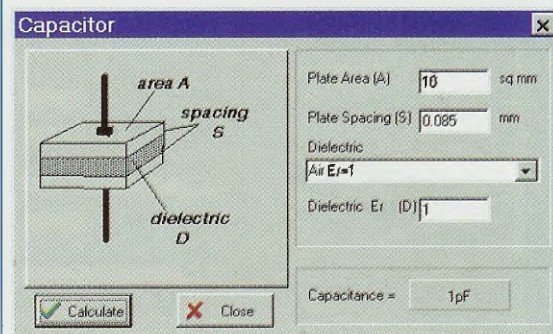 Capacitor
area A
spacing
S
dielectric
D
Calculate
Close
Plate Area (A) 10 sq mm
Plate Spacing (S) 0.085 mm
Dielectric
Air Er=1
Dielectric Er (D) 1
Capacitance = 1pF